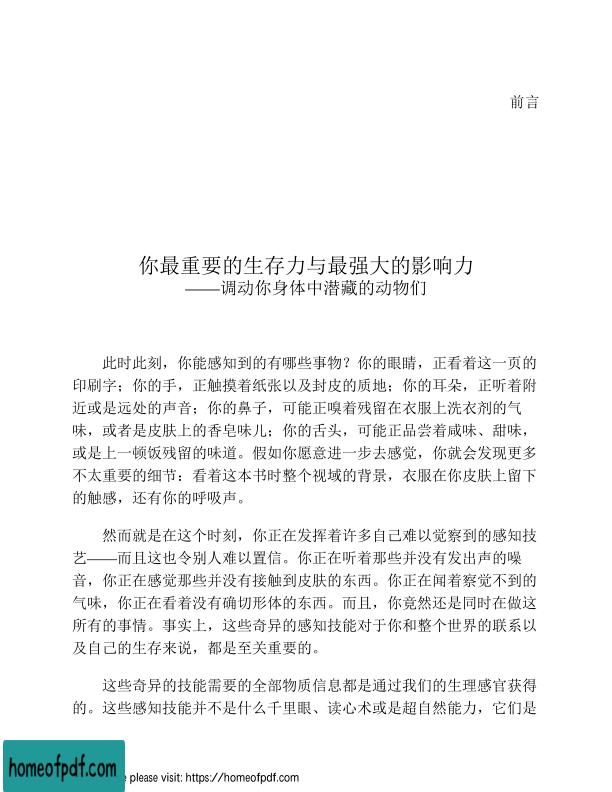 前言
你最重要的生存力与最强大的影响力
——调动你身体中潜藏的动物们
此时此刻，你能感知到的有哪些事物？你的眼睛，正看着这一页的
印刷字；你的手，正触摸着纸张以及封皮的质地；你的耳朵，正听着附
近或是远处的声音；你的鼻子，可能正嗅着残留在衣服上洗衣剂的气
味，或者是皮肤上的香皂味儿；你的舌头，可能正品尝着咸味、甜味，
或是上一顿饭残留的味道。假如你愿意进一步去感觉，你就会发现更多
不太重要的细节：看着这本书时整个视域的背景，衣服在你皮肤上留下
的触感，还有你的呼吸声。
然而就是在这个时刻，你正在发挥着许多自己难以觉察到的感知技
艺——而且这也令别人难以置信。你正在听着那些并没有发出声的噪
音，你正在感觉那些并没有接触到皮肤的东西。你正在闻着察觉不到的
气味，你正在看着没有确切形体的东西。而且，你竟然还是同时在做这
所有的事情。事实上，这些奇异的感知技能对于你和整个世界的联系以
及自己的生存来说，都是至关重要的。
这些奇异的技能需要的全部物质信息都是通过我们的生理感官获得
的。这些感知技能并不是什么千里眼、读心术或是超自然能力，它们是
homeofpdf.com
e please visit: https://homeofpdf.com